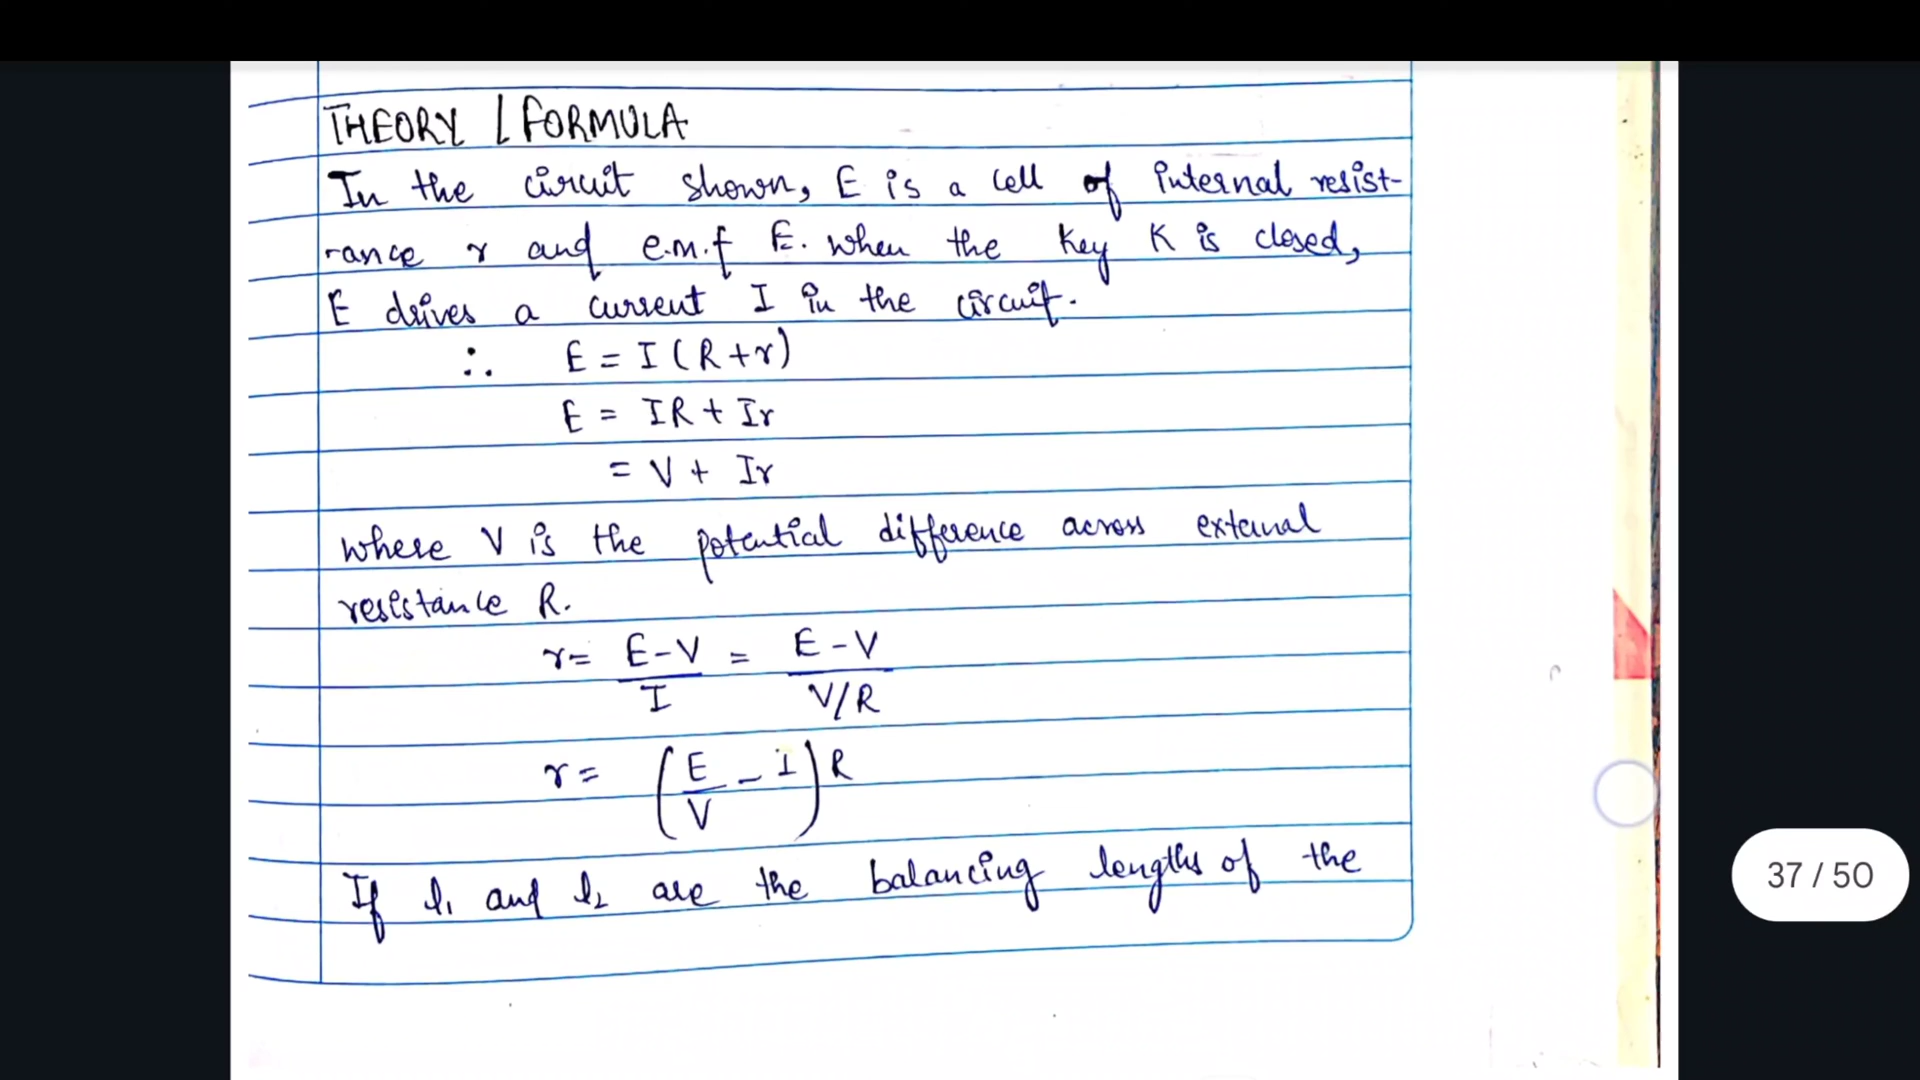 THEORY / FORMULA
In the circuit shown, E is a cell of internal resist-
-rance r and e.m.f E. when the key K is closed,
E drives a current I in the circuit.
∴ E = I (R+r)
E = IR + Ir
= V + Ir
where V is the potential difference across external
resistance R.
r = E-V / I = E-V / V/R
r = (E/V - I) R
If l₁ and l₂ are the balancing lengths of the
37 / 50